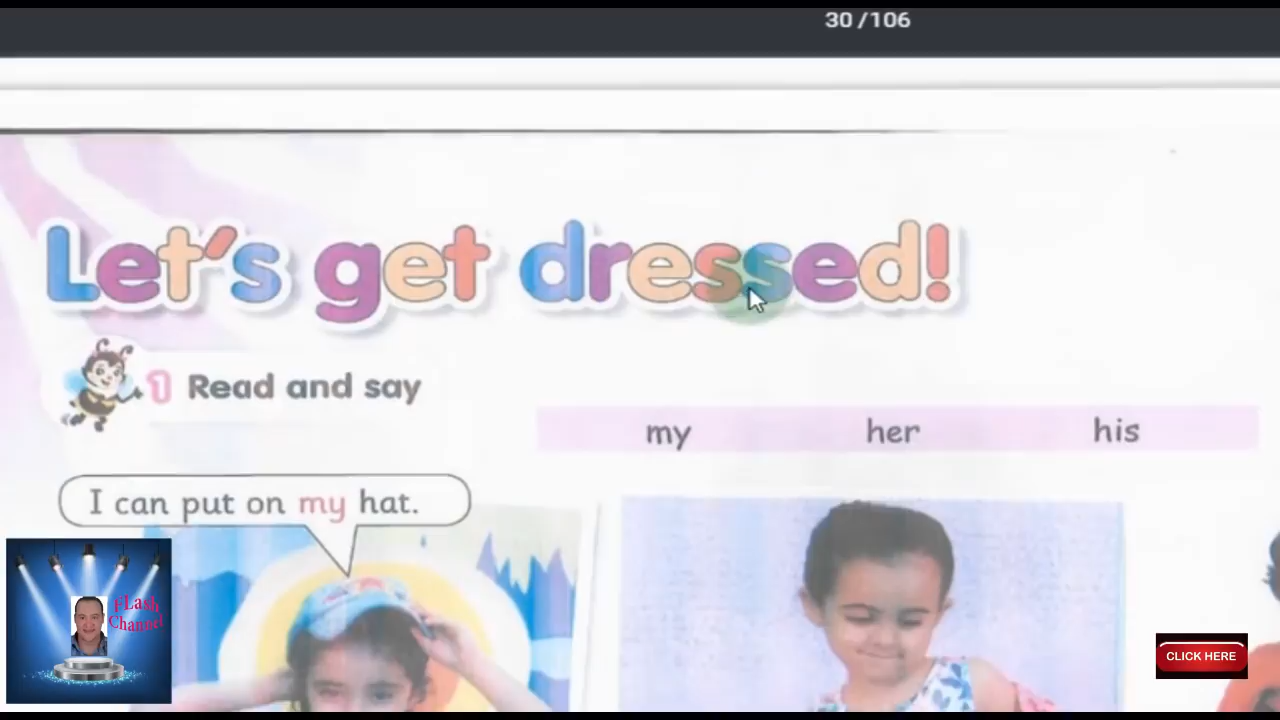 30 / 106
Let's get dressed!
1 Read and say
my her his
I can put on my hat.
FLash
Channel
CLICK HERE